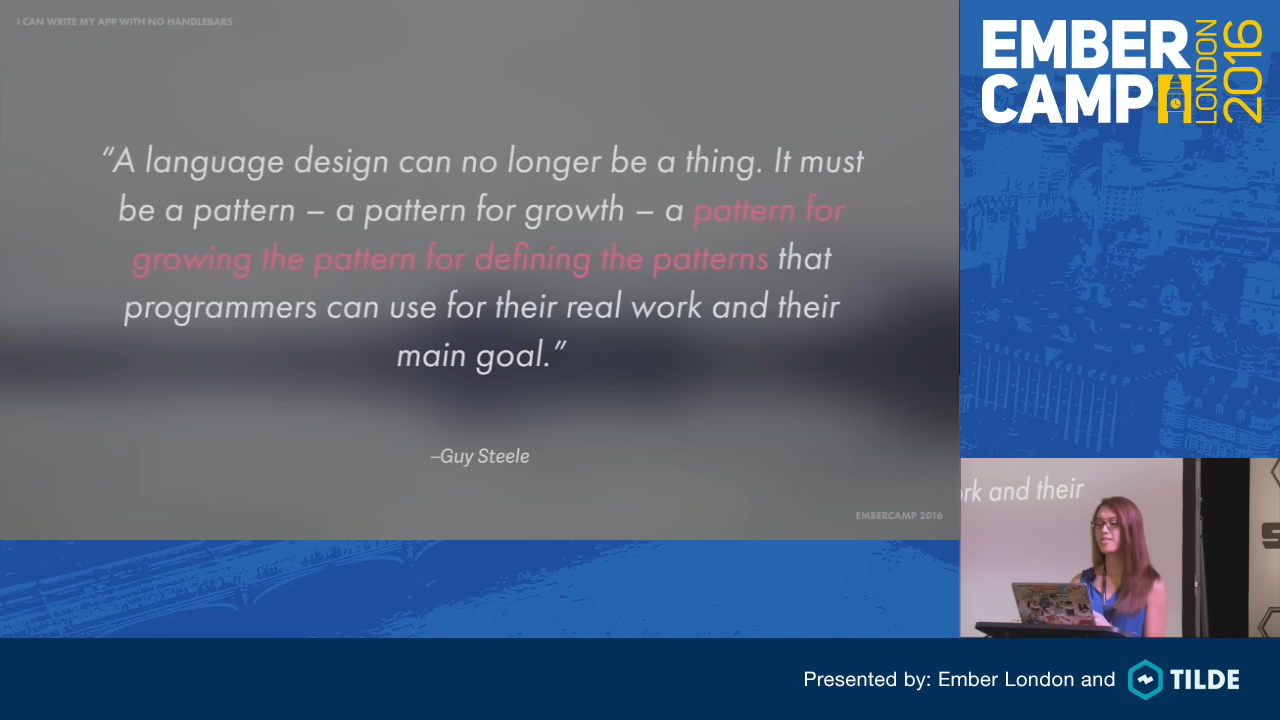 I CAN WRITE MY APP WITH NO HANDLEBARS
“A language design can no longer be a thing. It must
be a pattern – a pattern for growth – a pattern for
growing the pattern for defining the patterns that
programmers can use for their real work and their
main goal.”
–Guy Steele
EMBERCAMP 2016
EMBER
CAMP
LONDON
2016
ork and their
S
Presented by: Ember London and TILDE